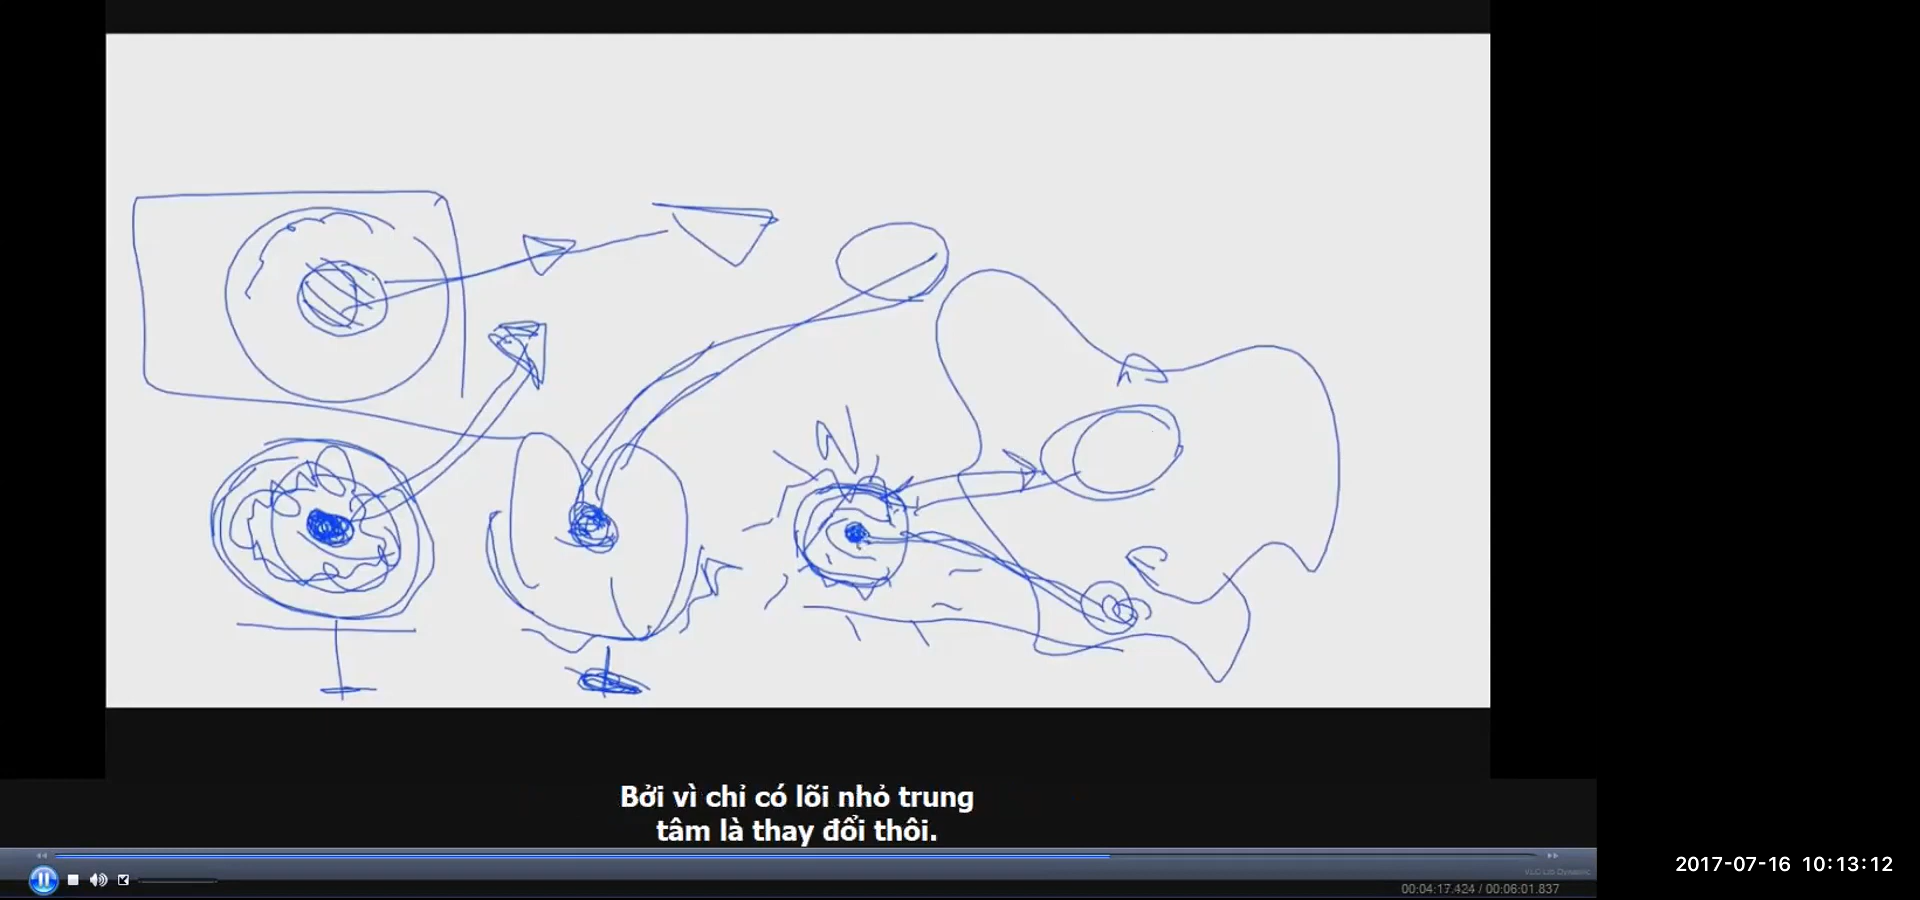 Bởi vì chỉ có lõi nhỏ trung
tâm là thay đổi thôi.
2017-07-16 10:13:12
00:04:17.424 / 00:06:01.837